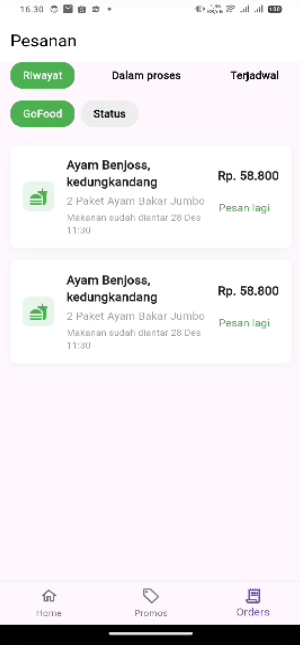 16.30
Pesanan
Riwayat
Dalam proses
Terjadwal
GoFood
Status
Ayam Benjoss,
kedungkandang
Rp. 58.800
2 Paket Ayam Bakar Jumbo
Pesan lagi
Makanan sudah diantar 28 Des
11:30
Ayam Benjoss,
kedungkandang
Rp. 58.800
2 Paket Ayam Bakar Jumbo
Pesan lagi
Makanan sudah diantar 28 Des
11:30
Home
Promos
Orders